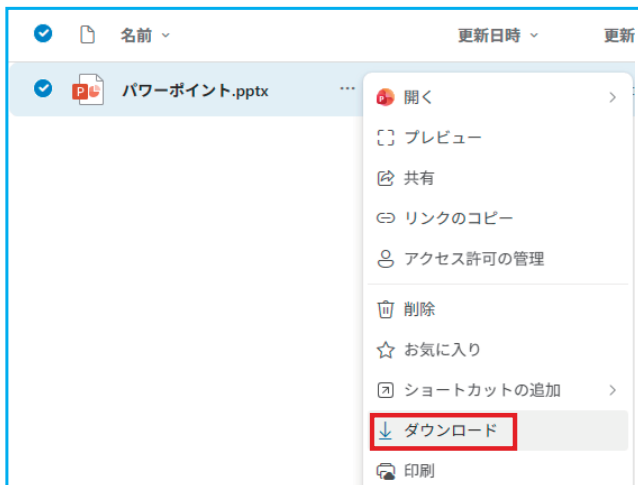 名前 更新日時 更新
パワーポイント.pptx ...
開く
プレビュー
共有
リンクのコピー
アクセス許可の管理
削除
お気に入り
ショートカットの追加
ダウンロード
印刷